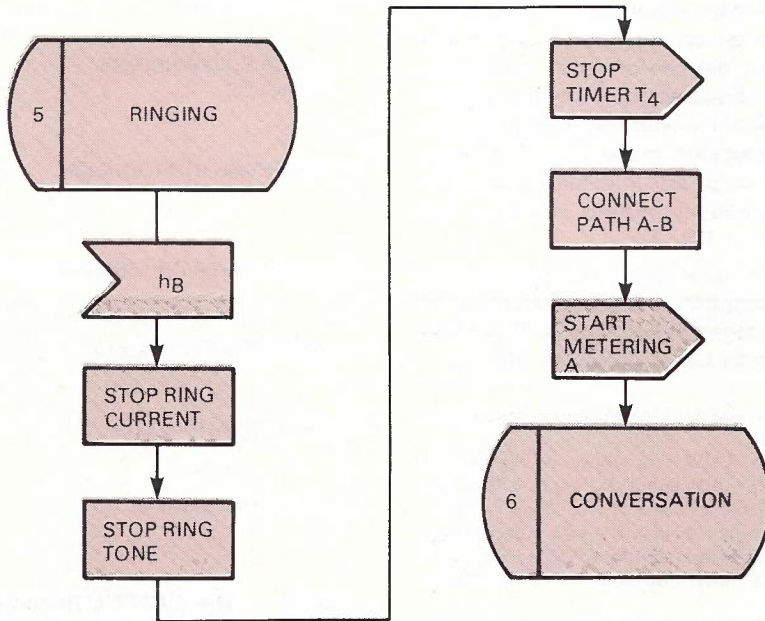 5 RINGING
hB
STOP RING
CURRENT
STOP RING
TONE
STOP
TIMER T4
CONNECT
PATH A-B
START
METERING
A
6 CONVERSATION